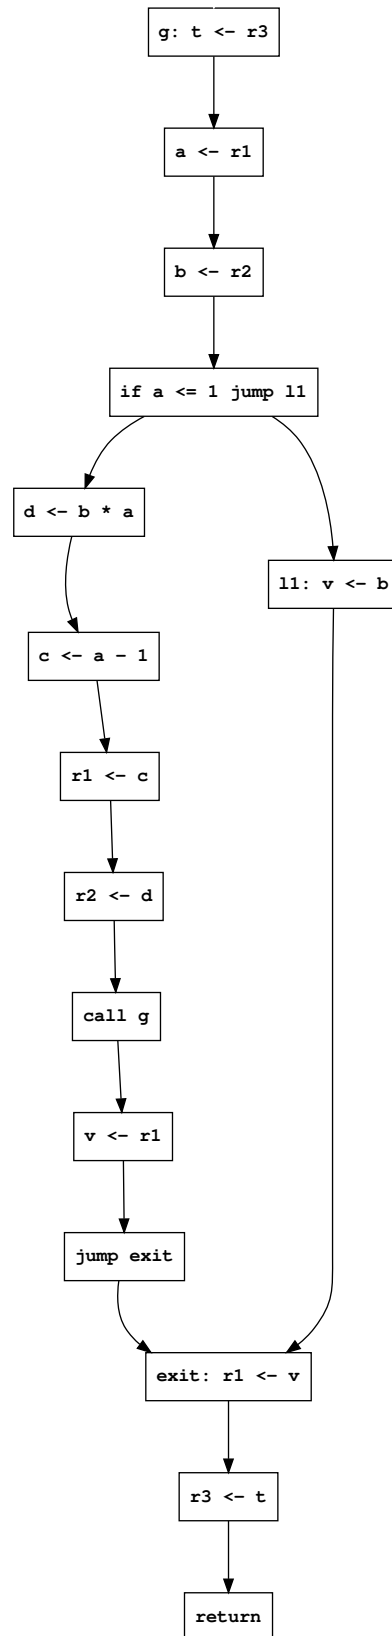 g: t <- r3
a <- r1
b <- r2
if a <= 1 jump l1
d <- b * a
l1: v <- b
c <- a - 1
r1 <- c
r2 <- d
call g
v <- r1
jump exit
exit: r1 <- v
r3 <- t
return